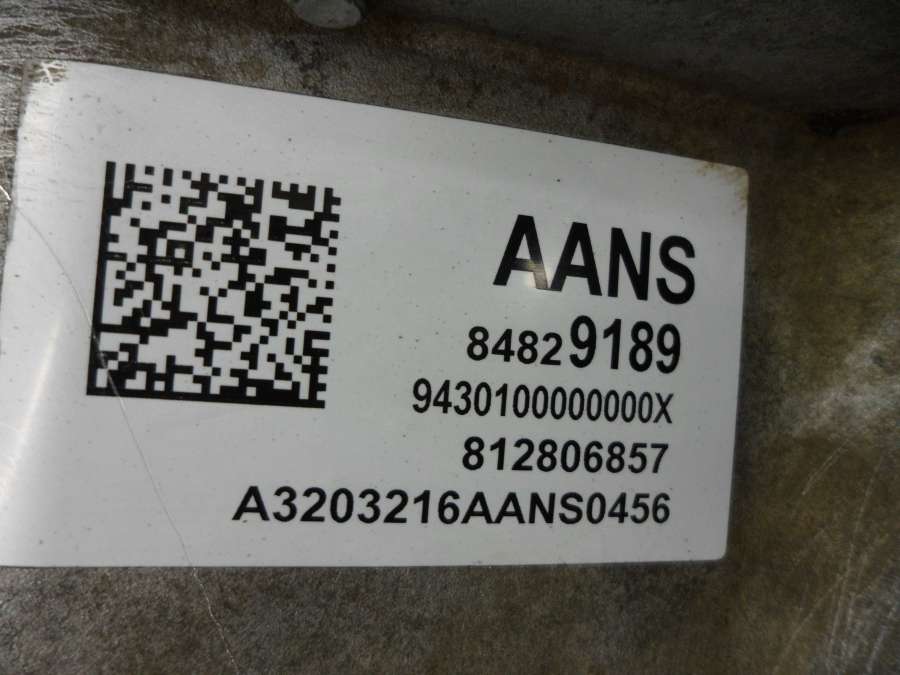 AANS
84829189
9430100000000X
812806857
A3203216AANS0456